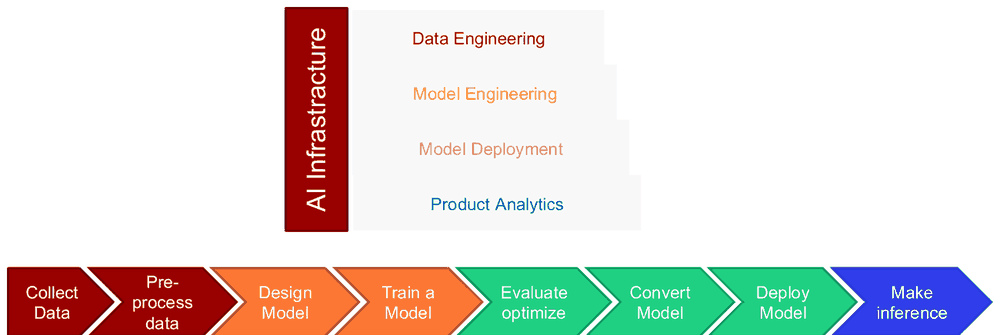 AI Infrastracture
Data Engineering
Model Engineering
Model Deployment
Product Analytics
Collect
Data
Pre-
process
data
Design
Model
Train a
Model
Evaluate
optimize
Convert
Model
Deploy
Model
Make
inference